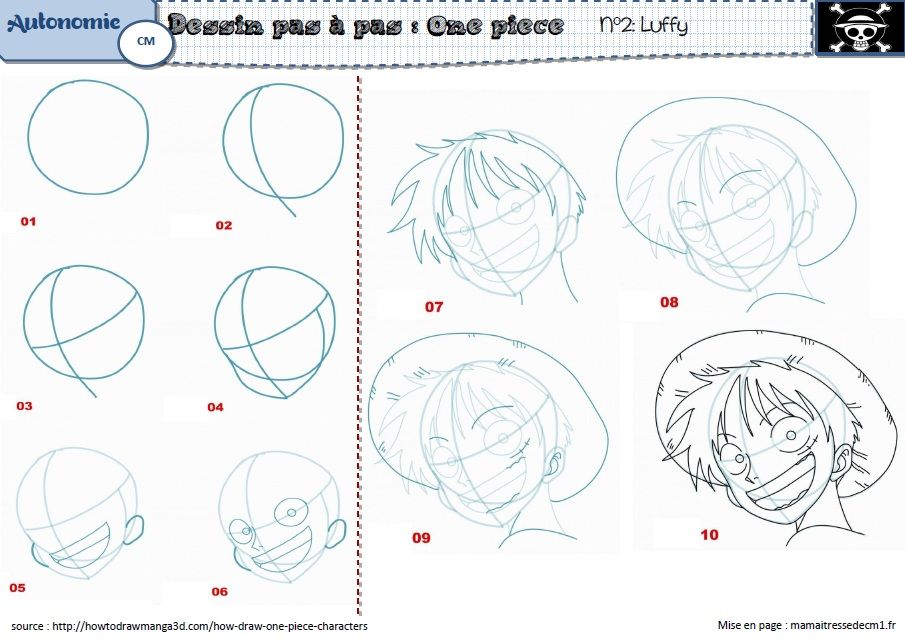 Autonomie
CM
Dessin pas à pas : One piece
N°2: Luffy
01
02
03
04
05
06
07
08
09
10
source : http://howtodrawmanga3d.com/how-draw-one-piece-characters
Mise en page : mamaitressedecm1.fr